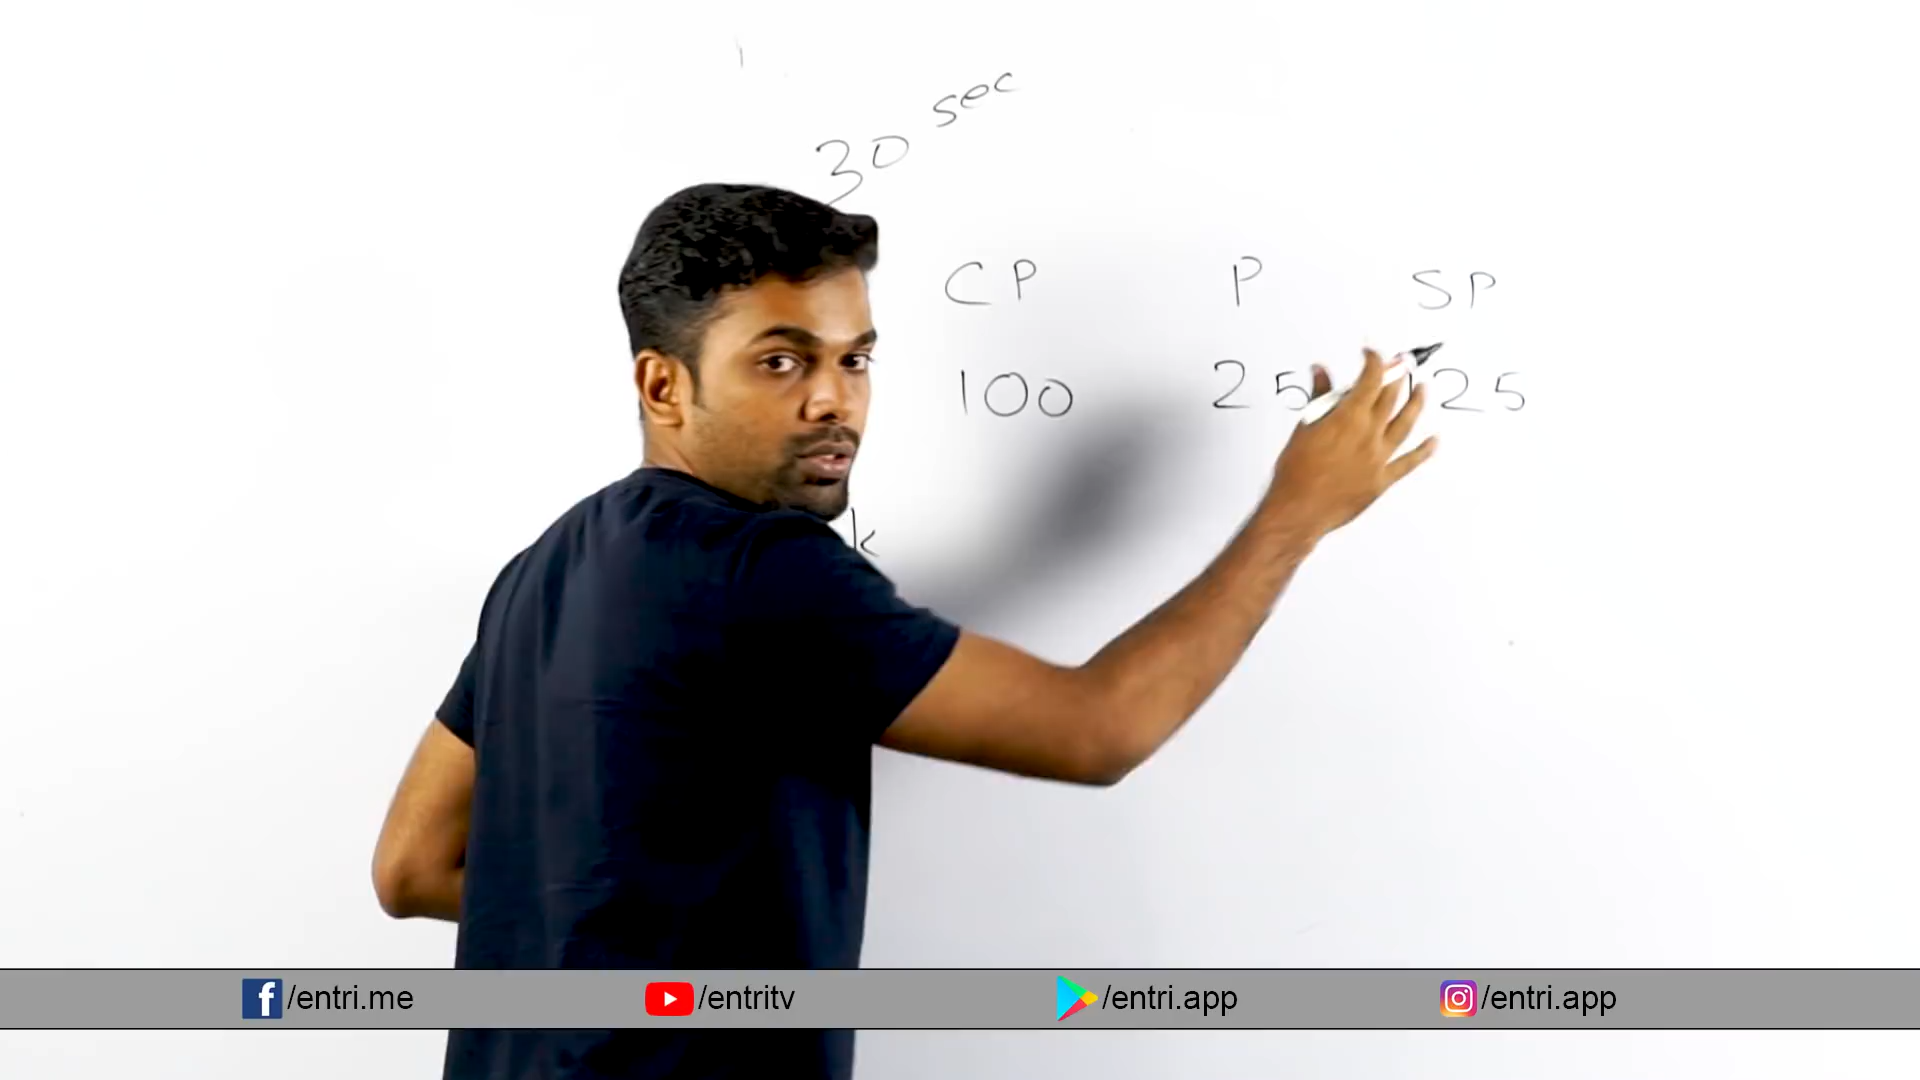 30 sec
CP P SP
100 25 125
k
/entri.me /entritv /entri.app /entri.app